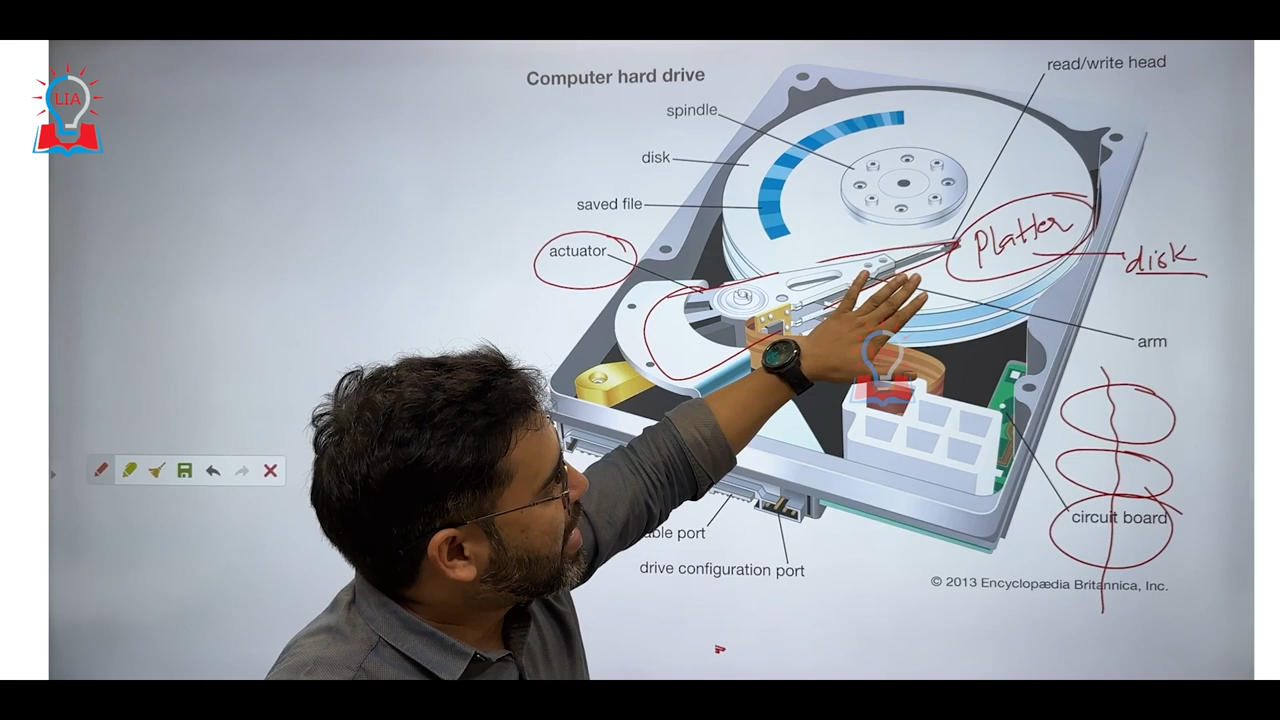 LIA
Computer hard drive
read/write head
spindle
disk
saved file
actuator
Platter
disk
arm
circuit board
able port
drive configuration port
© 2013 Encyclopædia Britannica, Inc.